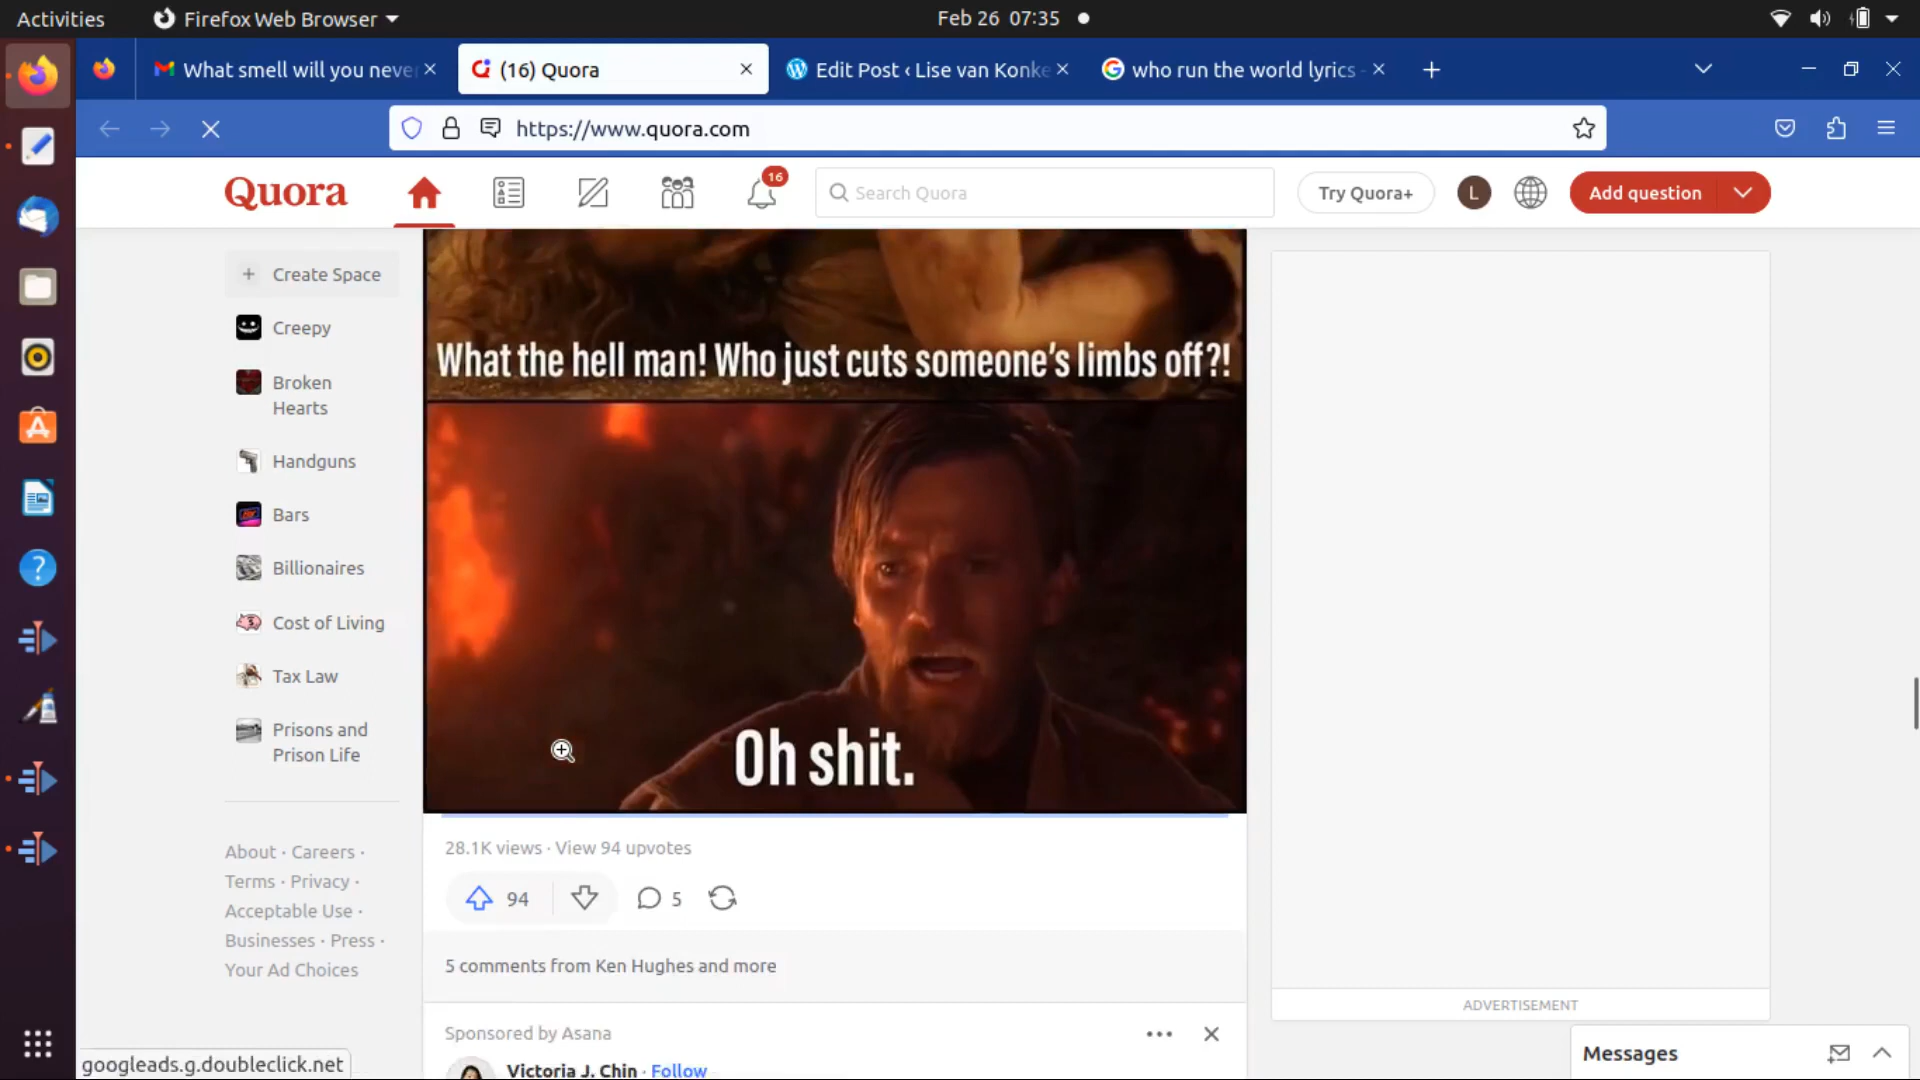 Activities
Firefox Web Browser
Feb 26 07:35
What smell will you neve
(16) Quora
Edit Post ‹ Lise van Konke
who run the world lyrics -
https://www.quora.com
Quora
16
Search Quora
Try Quora+
L
Add question
Create Space
Creepy
Broken
Hearts
Handguns
Bars
Billionaires
Cost of Living
Tax Law
Prisons and
Prison Life
About · Careers ·
Terms · Privacy ·
Acceptable Use ·
Businesses · Press ·
Your Ad Choices
What the hell man! Who just cuts someone's limbs off?!
Oh shit.
28.1K views · View 94 upvotes
94
5
5 comments from Ken Hughes and more
Sponsored by Asana
Victoria J. Chin · Follow
ADVERTISEMENT
Messages
googleads.g.doubleclick.net